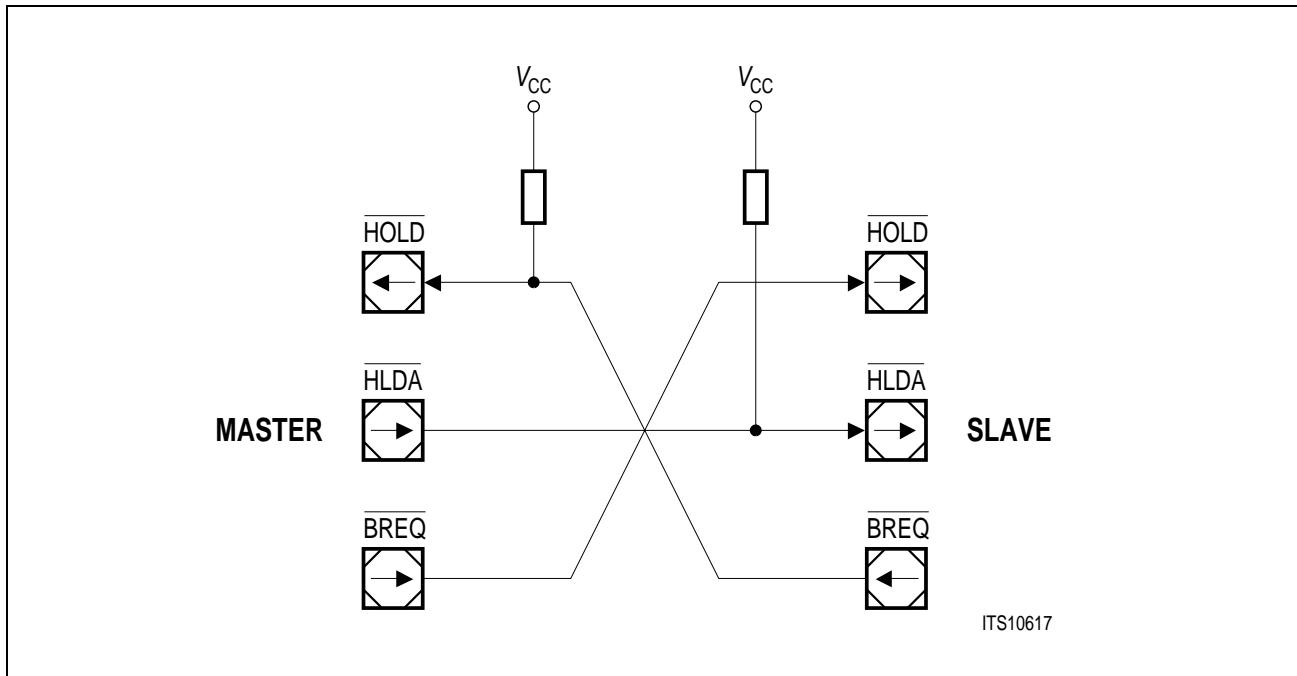 VCC VCC
HOLD HOLD
HLDA HLDA
MASTER SLAVE
BREQ BREQ
ITS10617